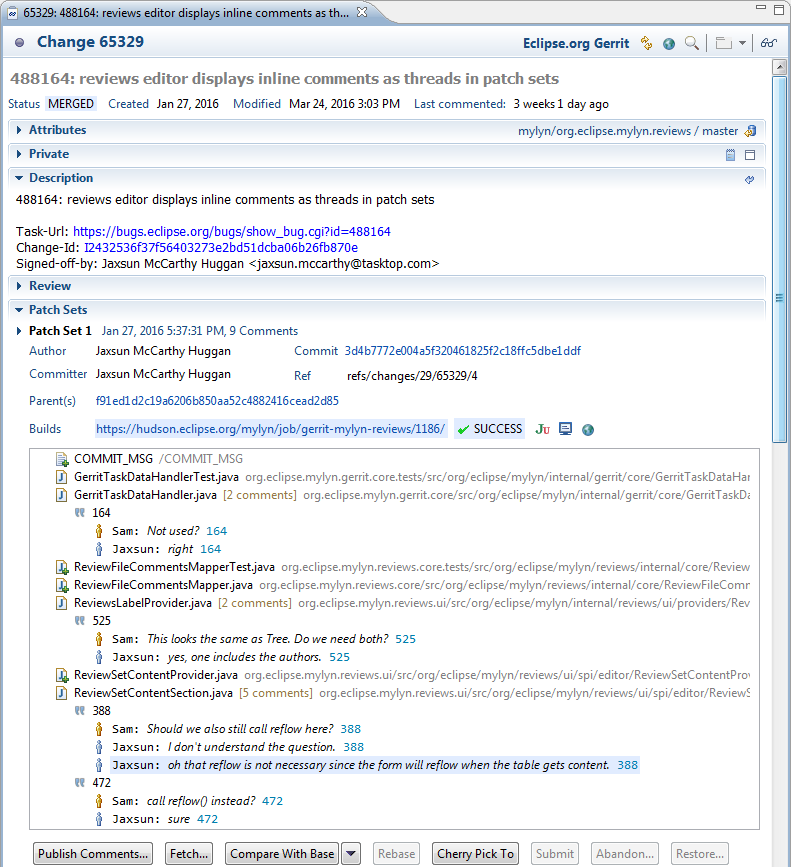 65329: 488164: reviews editor displays inline comments as th...
Change 65329 Eclipse.org Gerrit
488164: reviews editor displays inline comments as threads in patch sets
Status MERGED Created Jan 27, 2016 Modified Mar 24, 2016 3:03 PM Last commented: 3 weeks 1 day ago
Attributes mylyn/org.eclipse.mylyn.reviews / master
Private
Description
488164: reviews editor displays inline comments as threads in patch sets
Task-Url: https://bugs.eclipse.org/bugs/show_bug.cgi?id=488164
Change-Id: I2432536f37f56403273e2bd51dcba06b26fb870e
Signed-off-by: Jaxsun McCarthy Huggan <jaxsun.mccarthy@tasktop.com>
Review
Patch Sets
Patch Set 1 Jan 27, 2016 5:37:31 PM, 9 Comments
Author Jaxsun McCarthy Huggan Commit 3d4b7772e004a5f320461825f2c18ffc5dbe1ddf
Committer Jaxsun McCarthy Huggan Ref refs/changes/29/65329/4
Parent(s) f91ed1d2c19a6206b850aa52c4882416cead2d85
Builds https://hudson.eclipse.org/mylyn/job/gerrit-mylyn-reviews/1186/ SUCCESS JU
COMMIT_MSG /COMMIT_MSG
GerritTaskDataHandlerTest.java org.eclipse.mylyn.gerrit.core.tests/src/org/eclipse/mylyn/internal/gerrit/core/GerritTaskDataHar
GerritTaskDataHandler.java [2 comments] org.eclipse.mylyn.gerrit.core/src/org/eclipse/mylyn/internal/gerrit/core/GerritTaskDa
164
Sam: Not used? 164
Jaxsun: right 164
ReviewFileCommentsMapperTest.java org.eclipse.mylyn.reviews.core.tests/src/org/eclipse/mylyn/reviews/internal/core/Review
ReviewFileCommentsMapper.java org.eclipse.mylyn.reviews.core/src/org/eclipse/mylyn/reviews/internal/core/ReviewFileComm
ReviewsLabelProvider.java [2 comments] org.eclipse.mylyn.reviews.ui/src/org/eclipse/mylyn/internal/reviews/ui/providers/Rev
525
Sam: This looks the same as Tree. Do we need both? 525
Jaxsun: yes, one includes the authors. 525
ReviewSetContentProvider.java org.eclipse.mylyn.reviews.ui/src/org/eclipse/mylyn/reviews/ui/spi/editor/ReviewSetContentPro
ReviewSetContentSection.java [5 comments] org.eclipse.mylyn.reviews.ui/src/org/eclipse/mylyn/reviews/ui/spi/editor/ReviewS
388
Sam: Should we also still call reflow here? 388
Jaxsun: I don't understand the question. 388
Jaxsun: oh that reflow is not necessary since the form will reflow when the table gets content. 388
472
Sam: call reflow() instead? 472
Jaxsun: sure 472
Publish Comments... Fetch... Compare With Base Rebase Cherry Pick To Submit Abandon... Restore...